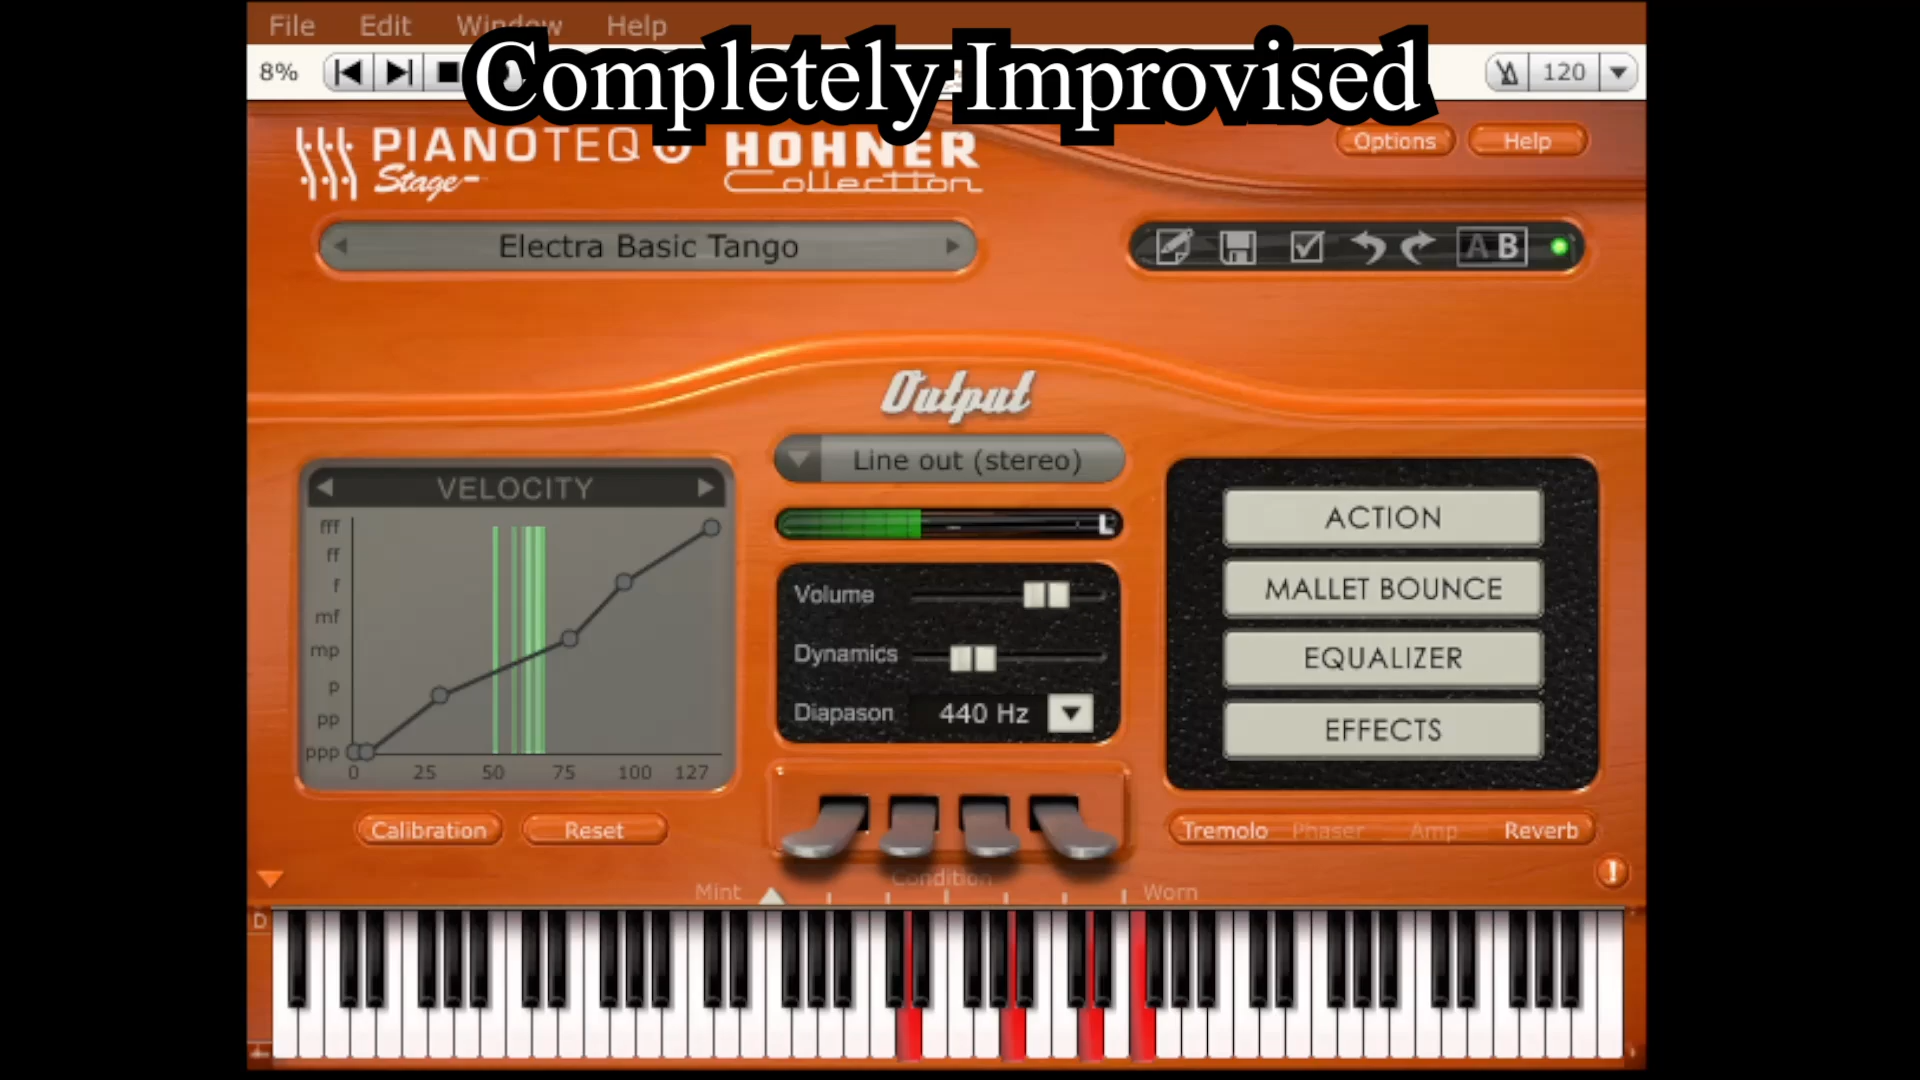 File Edit Window Help
Completely Improvised
8%
120
PIANOTEQ
Stage
HOHNER
Collection
Options
Help
Electra Basic Tango
A B
Output
Line out (stereo)
L
VELOCITY
fff
ff
f
mf
mp
p
pp
ppp
0 25 50 75 100 127
Volume
Dynamics
Diapason 440 Hz
ACTION
MALLET BOUNCE
EQUALIZER
EFFECTS
Calibration Reset
Tremolo Phaser Amp Reverb
Mint Condition Worn
D